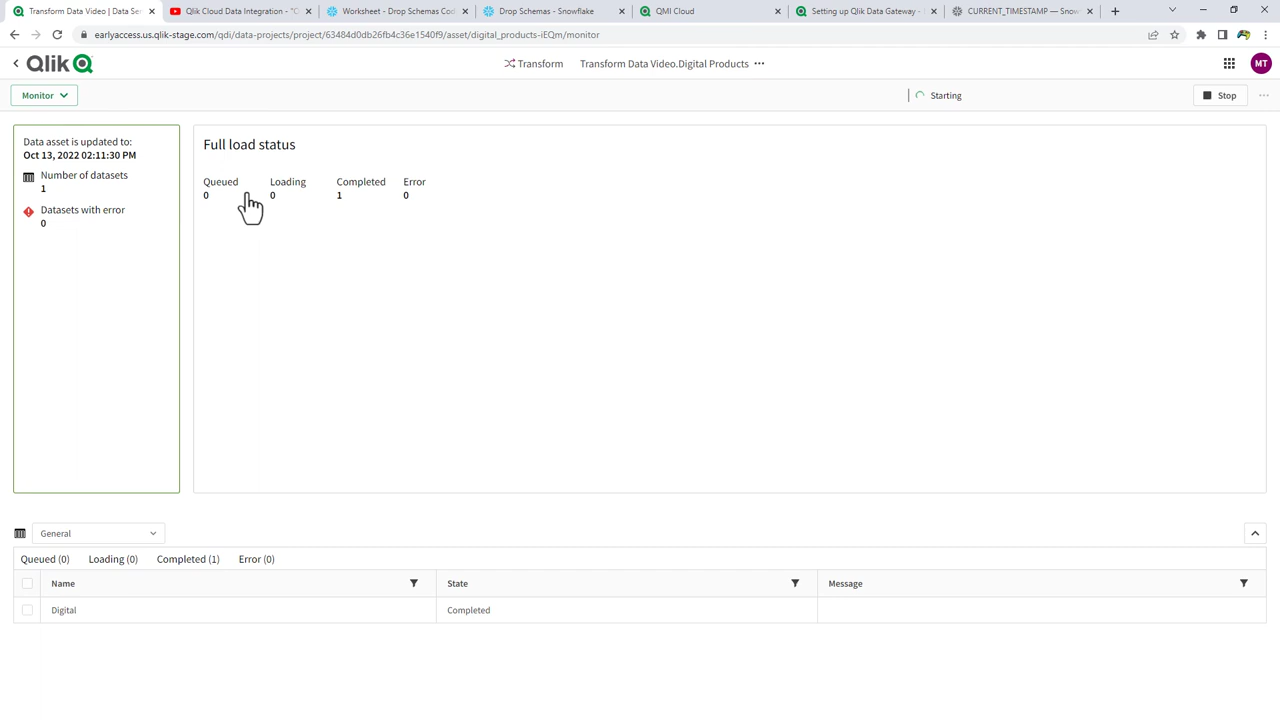 Transform Data Video | Data Se
Qlik Cloud Data Integration - "C
Worksheet - Drop Schemas Cod
Drop Schemas - Snowflake
QMI Cloud
Setting up Qlik Data Gateway -
CURRENT_TIMESTAMP — Snow
earlyaccess.us.qlik-stage.com/qdi/data-projects/project/63484d0db26fb4c36e1540f9/asset/digital_products-iEQm/monitor
Qlik
Transform
Transform Data Video.Digital Products
MT
Monitor
Starting
Stop
Data asset is updated to:
Oct 13, 2022 02:11:30 PM
Number of datasets
1
Datasets with error
0
Full load status
Queued Loading Completed Error
0 0 1 0
General
Queued (0) Loading (0) Completed (1) Error (0)
Name State Message
Digital Completed